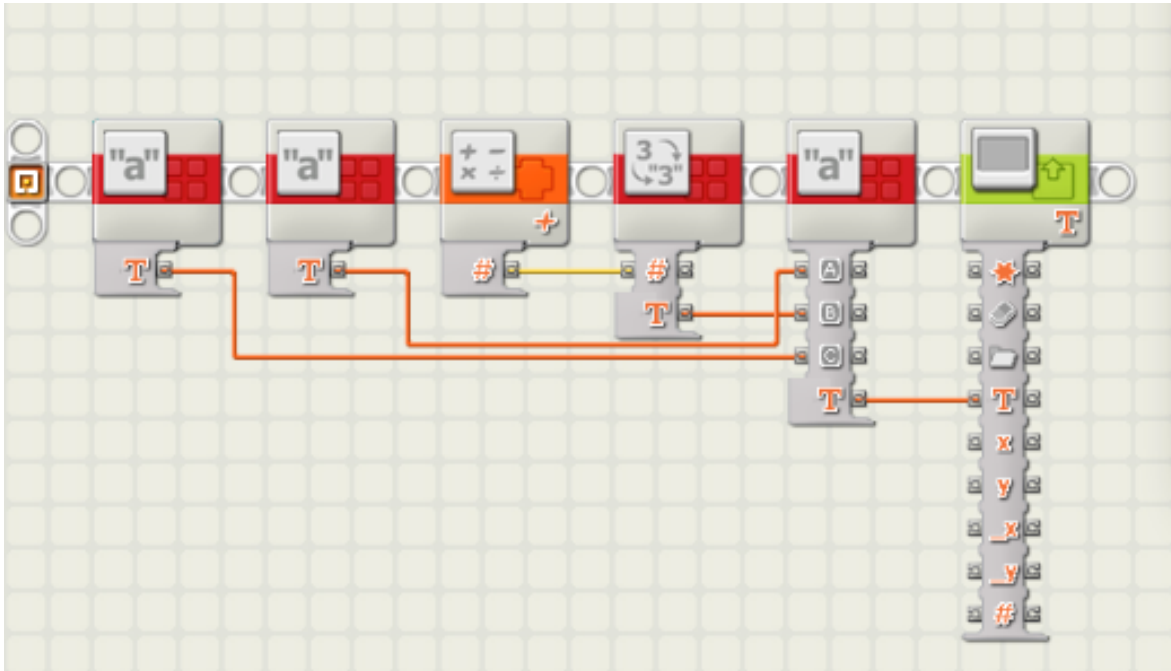 "a" "a" + − × ÷ 3 "3" "a"
+ T
T T # # A
T B
C
T T
x
y
_x
_y
#